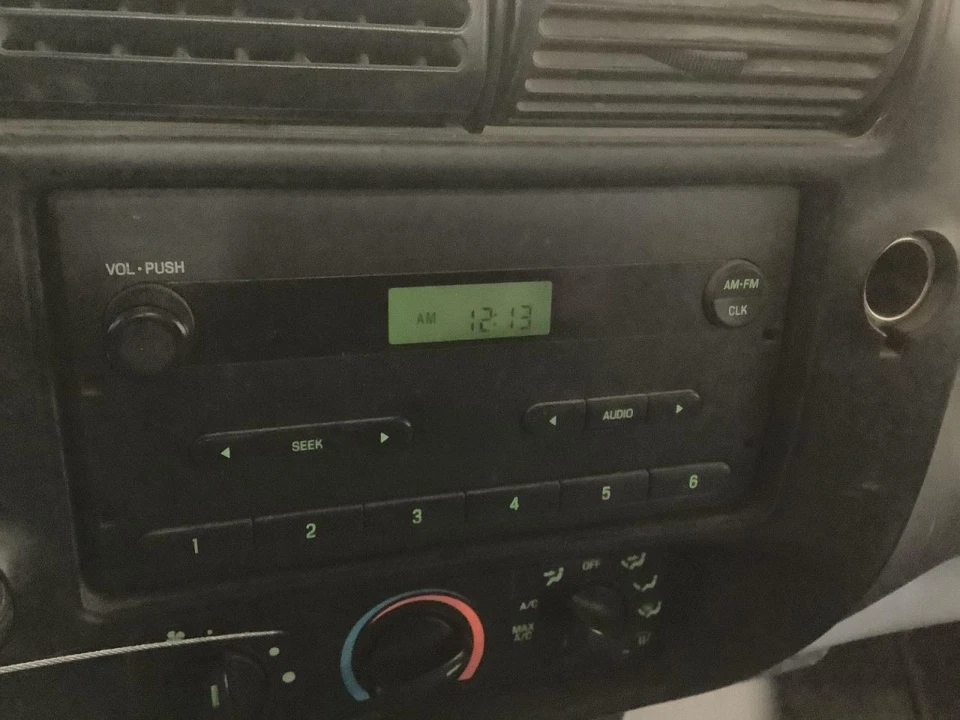 VOL • PUSH
AM 12:13
AM•FM
CLK
◄ SEEK ►
◄ AUDIO ►
1 2 3 4 5 6
OFF
A/C
MAX
A/C